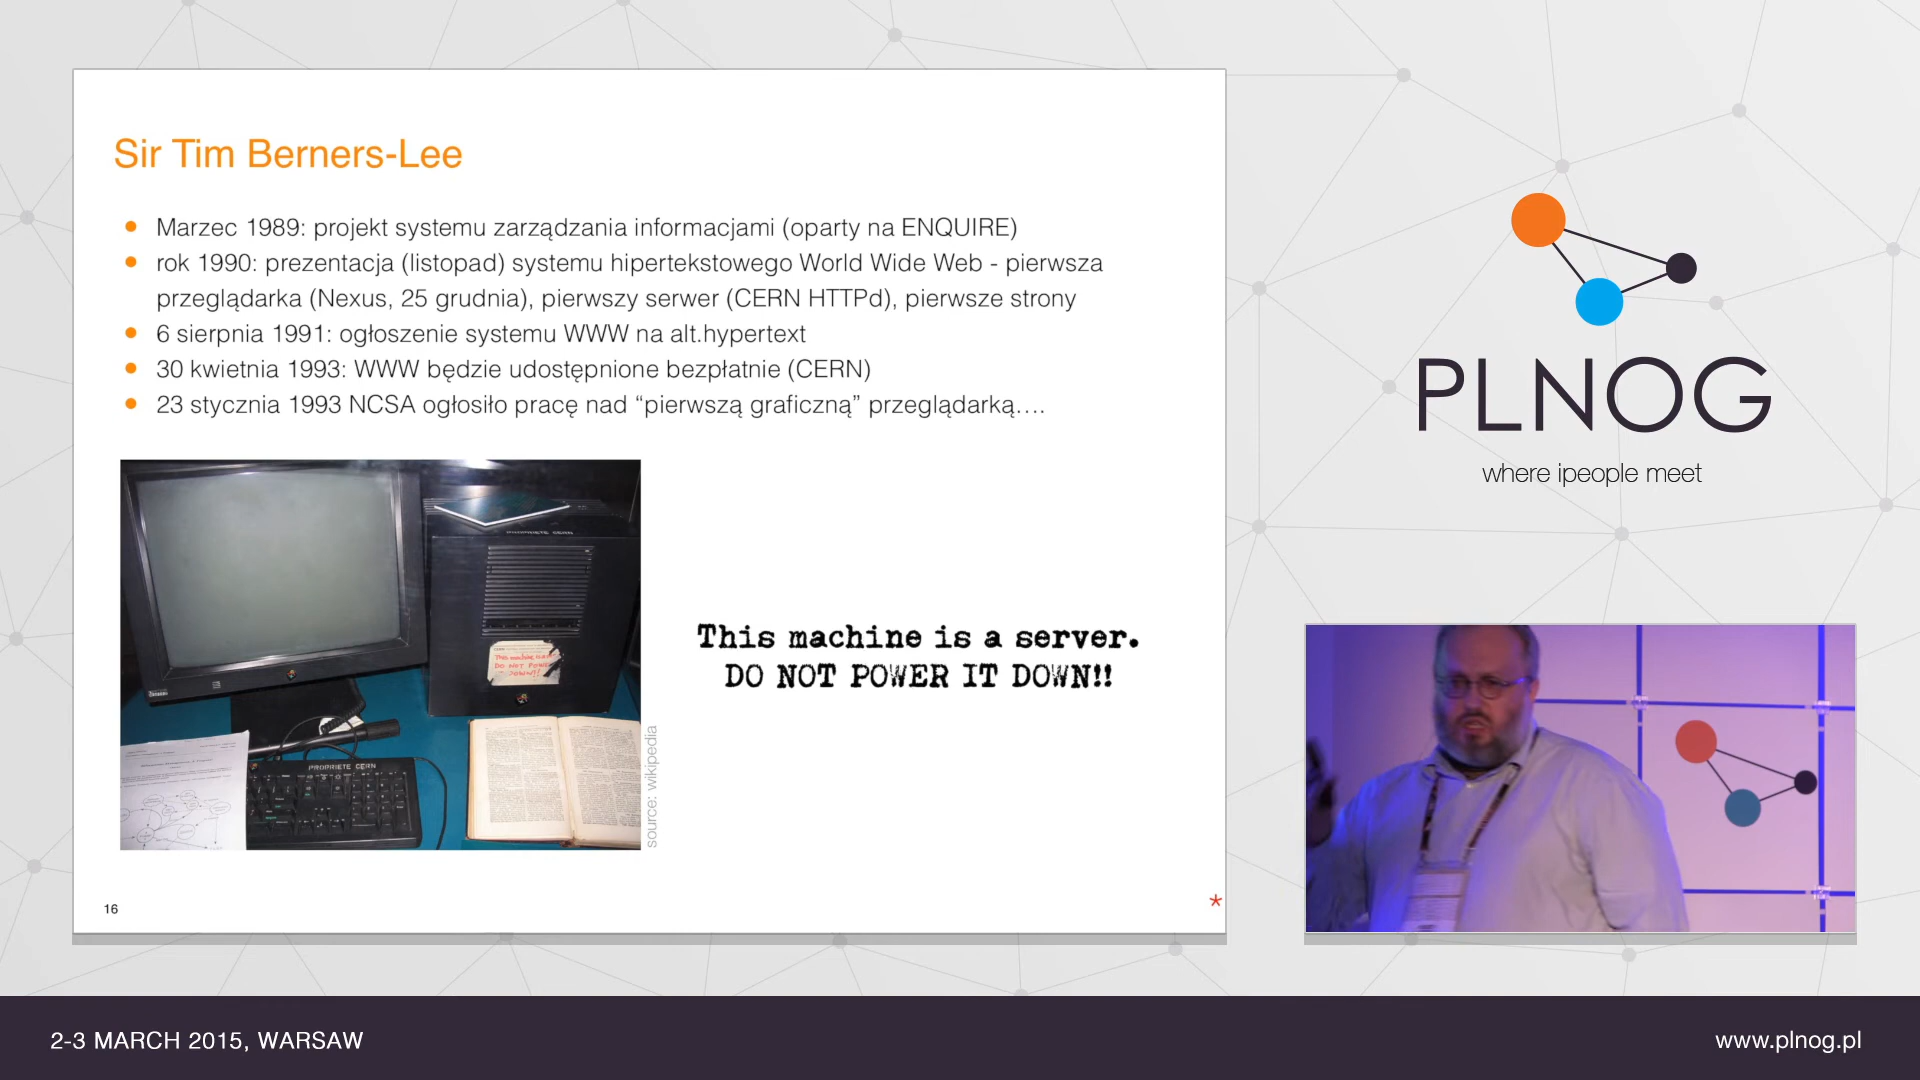 Sir Tim Berners-Lee
Marzec 1989: projekt systemu zarządzania informacjami (oparty na ENQUIRE)
rok 1990: prezentacja (listopad) systemu hipertekstowego World Wide Web - pierwsza
przeglądarka (Nexus, 25 grudnia), pierwszy serwer (CERN HTTPd), pierwsze strony
6 sierpnia 1991: ogłoszenie systemu WWW na alt.hypertext
30 kwietnia 1993: WWW będzie udostępnione bezpłatnie (CERN)
23 stycznia 1993 NCSA ogłosiło pracę nad “pierwszą graficzną” przeglądarką....
PROPRIETE CERN
This machine is a server.
DO NOT POWER IT DOWN!!
PROPRIETE CERN
source: wikipedia
16
*
PLNOG
where ipeople meet
2-3 MARCH 2015, WARSAW
www.plnog.pl